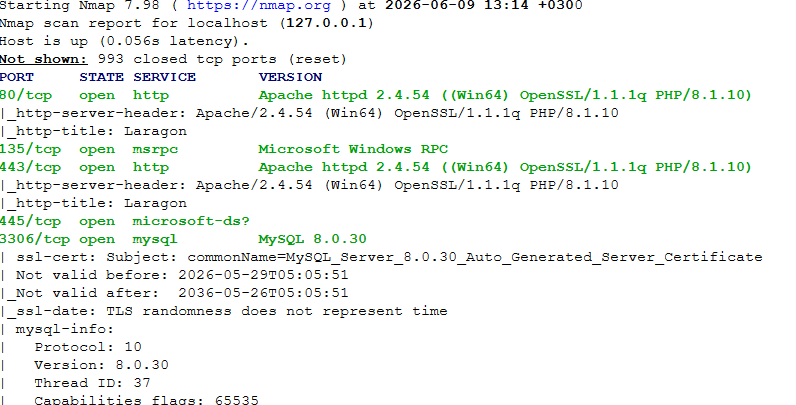 Starting Nmap 7.98 ( https://nmap.org ) at 2026-06-09 13:14 +0300
Nmap scan report for localhost (127.0.0.1)
Host is up (0.056s latency).
Not shown: 993 closed tcp ports (reset)
PORT     STATE SERVICE       VERSION
80/tcp   open  http          Apache httpd 2.4.54 ((Win64) OpenSSL/1.1.1q PHP/8.1.10)
|_http-server-header: Apache/2.4.54 (Win64) OpenSSL/1.1.1q PHP/8.1.10
|_http-title: Laragon
135/tcp  open  msrpc         Microsoft Windows RPC
443/tcp  open  http          Apache httpd 2.4.54 ((Win64) OpenSSL/1.1.1q PHP/8.1.10)
|_http-server-header: Apache/2.4.54 (Win64) OpenSSL/1.1.1q PHP/8.1.10
|_http-title: Laragon
445/tcp  open  microsoft-ds?
3306/tcp open  mysql         MySQL 8.0.30
| ssl-cert: Subject: commonName=MySQL_Server_8.0.30_Auto_Generated_Server_Certificate
| Not valid before: 2026-05-29T05:05:51
|_Not valid after:  2036-05-26T05:05:51
|_ssl-date: TLS randomness does not represent time
| mysql-info:
|   Protocol: 10
|   Version: 8.0.30
|   Thread ID: 37
|   Capabilities flags: 65535